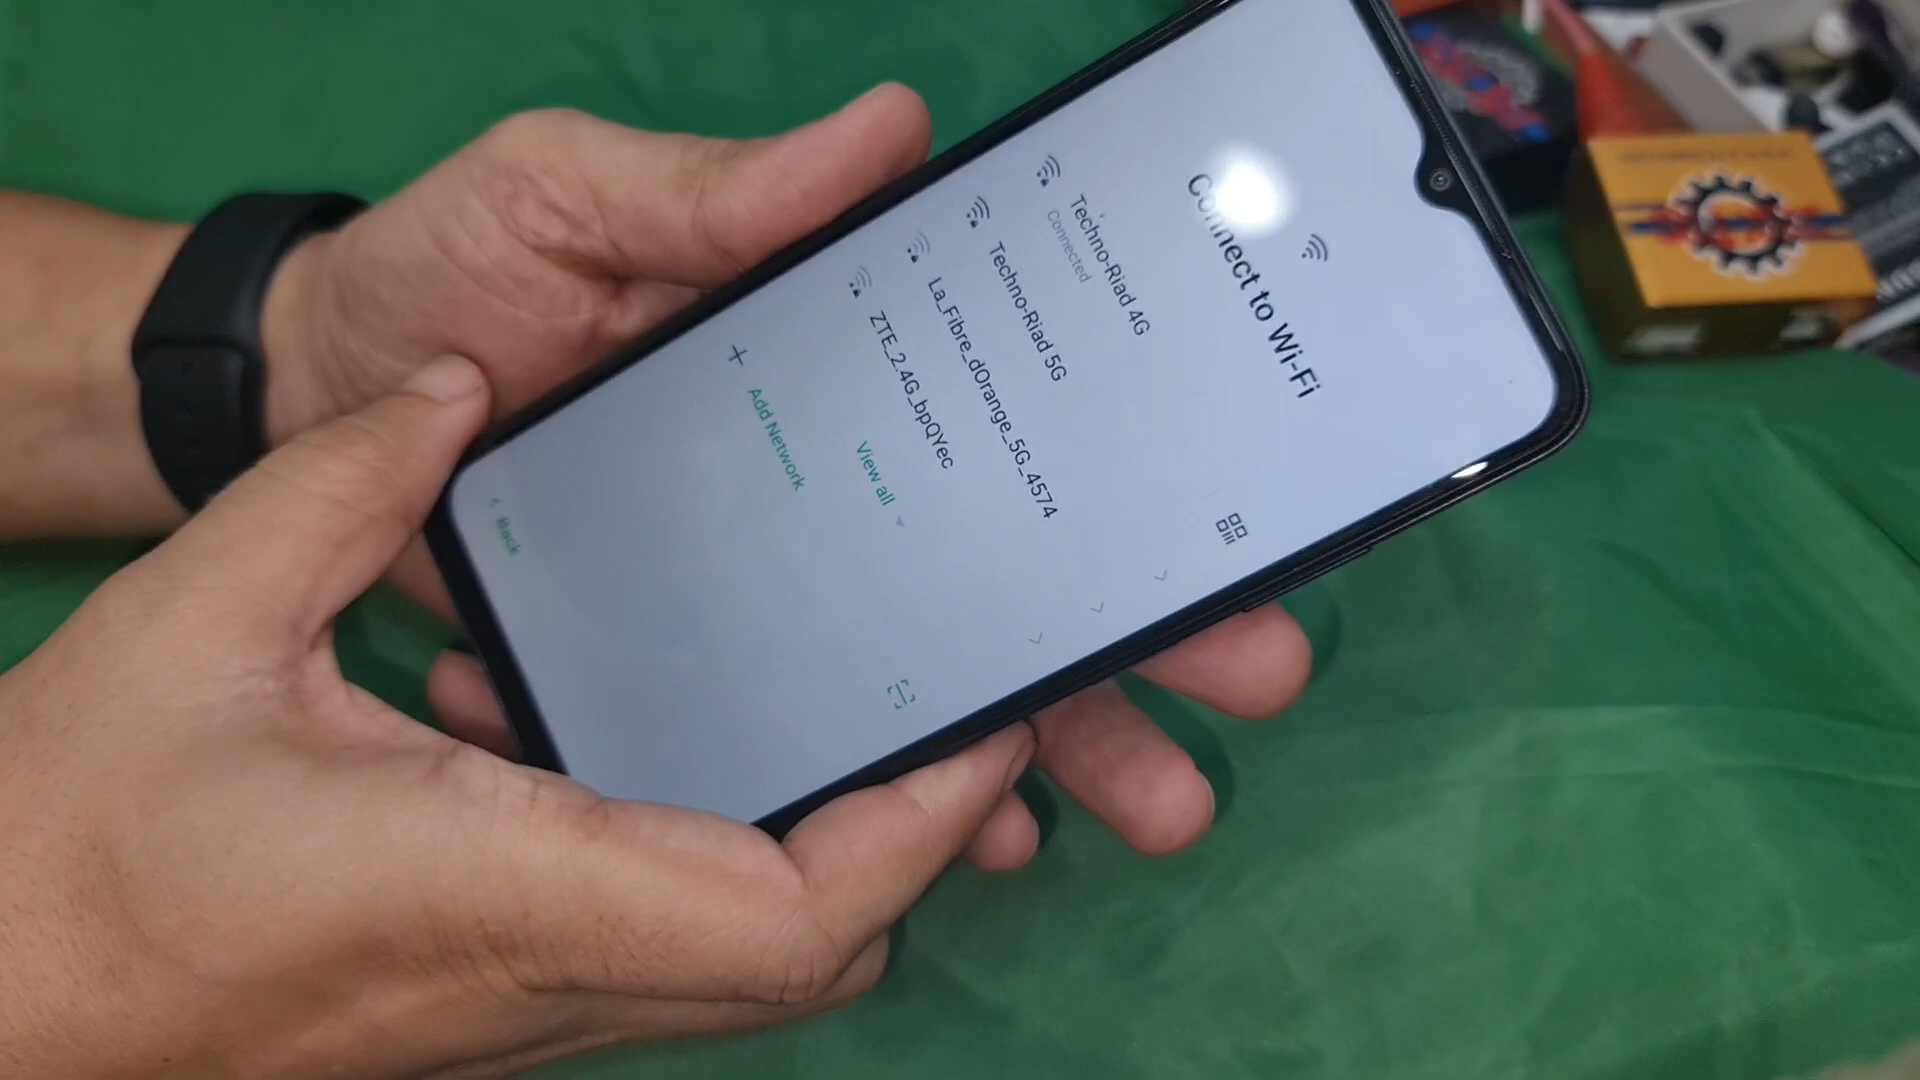 Connect to Wi-Fi
Techno-Riad 4G
Connected
Techno-Riad 5G
La_Fibre_dOrange_5G_4574
ZTE_2.4G_bpQYec
View all
Add Network
Back